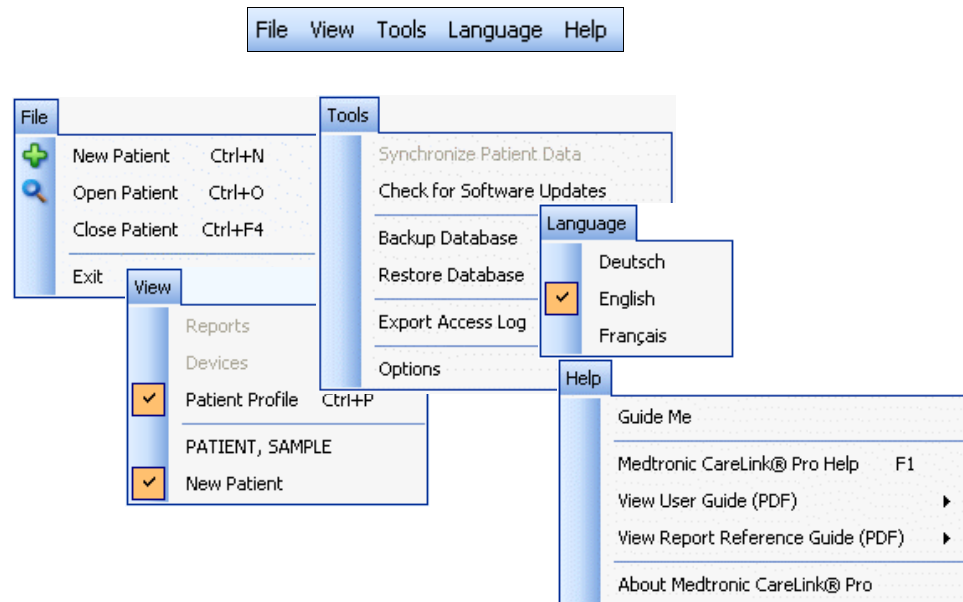 File View Tools Language Help
File
New Patient Ctrl+N
Open Patient Ctrl+O
Close Patient Ctrl+F4
Exit
View
Reports
Devices
Patient Profile Ctrl+P
PATIENT, SAMPLE
New Patient
Tools
Synchronize Patient Data
Check for Software Updates
Backup Database
Restore Database
Export Access Log
Options
Language
Deutsch
English
Français
Help
Guide Me
Medtronic CareLink® Pro Help F1
View User Guide (PDF)
View Report Reference Guide (PDF)
About Medtronic CareLink® Pro